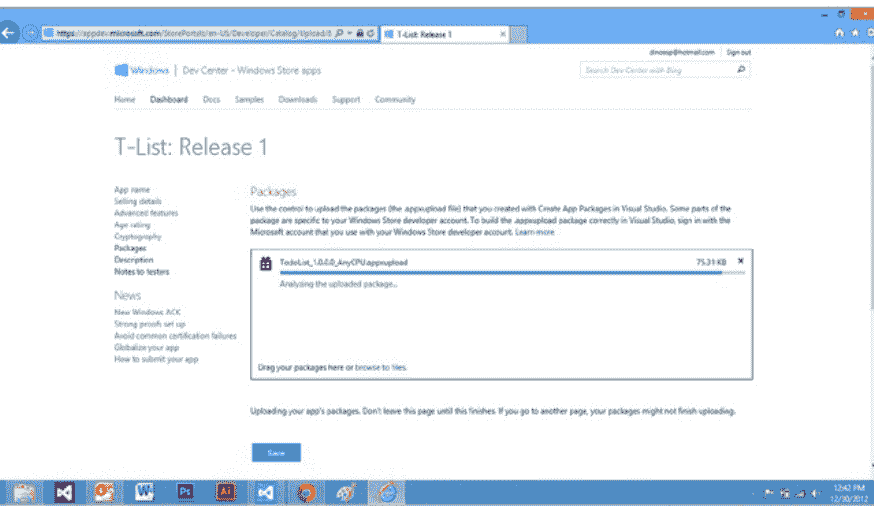 https://appdev.microsoft.com/StorePortals/en-US/Developer/Catalog/Upload/
T-List: Release 1
Sign out
Windows | Dev Center - Windows Store apps
Search Dev Center with Bing
Home Dashboard Docs Samples Downloads Support Community
T-List: Release 1
App name
Selling details
Advanced features
Age rating
Cryptography
Packages
Description
Notes to testers
News
New Windows ACK
Strong proofs set up
Avoid common certification failures
Globalize your app
How to submit your app
Packages
Use the control to upload the packages (the .appxupload file) that you created with Create App Packages in Visual Studio. Some parts of the
package are specific to your Windows Store developer account. To build the .appxupload package correctly in Visual Studio, sign in with the
Microsoft account that you use with your Windows Store developer account. Learn more
TodoList_1.0.0.0_AnyCPU.appxupload 75.31 KB
Analyzing the uploaded package...
Drag your packages here or browse to files.
Uploading your app's packages. Don't leave this page until this finishes. If you go to another page, your packages might not finish uploading.
Save
Ps
Ai
12:42 PM
12/30/2012